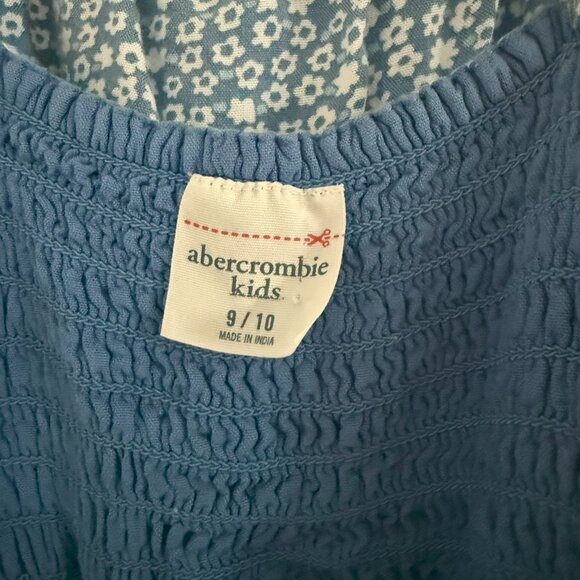 abercrombie
kids
9 / 10
MADE IN INDIA